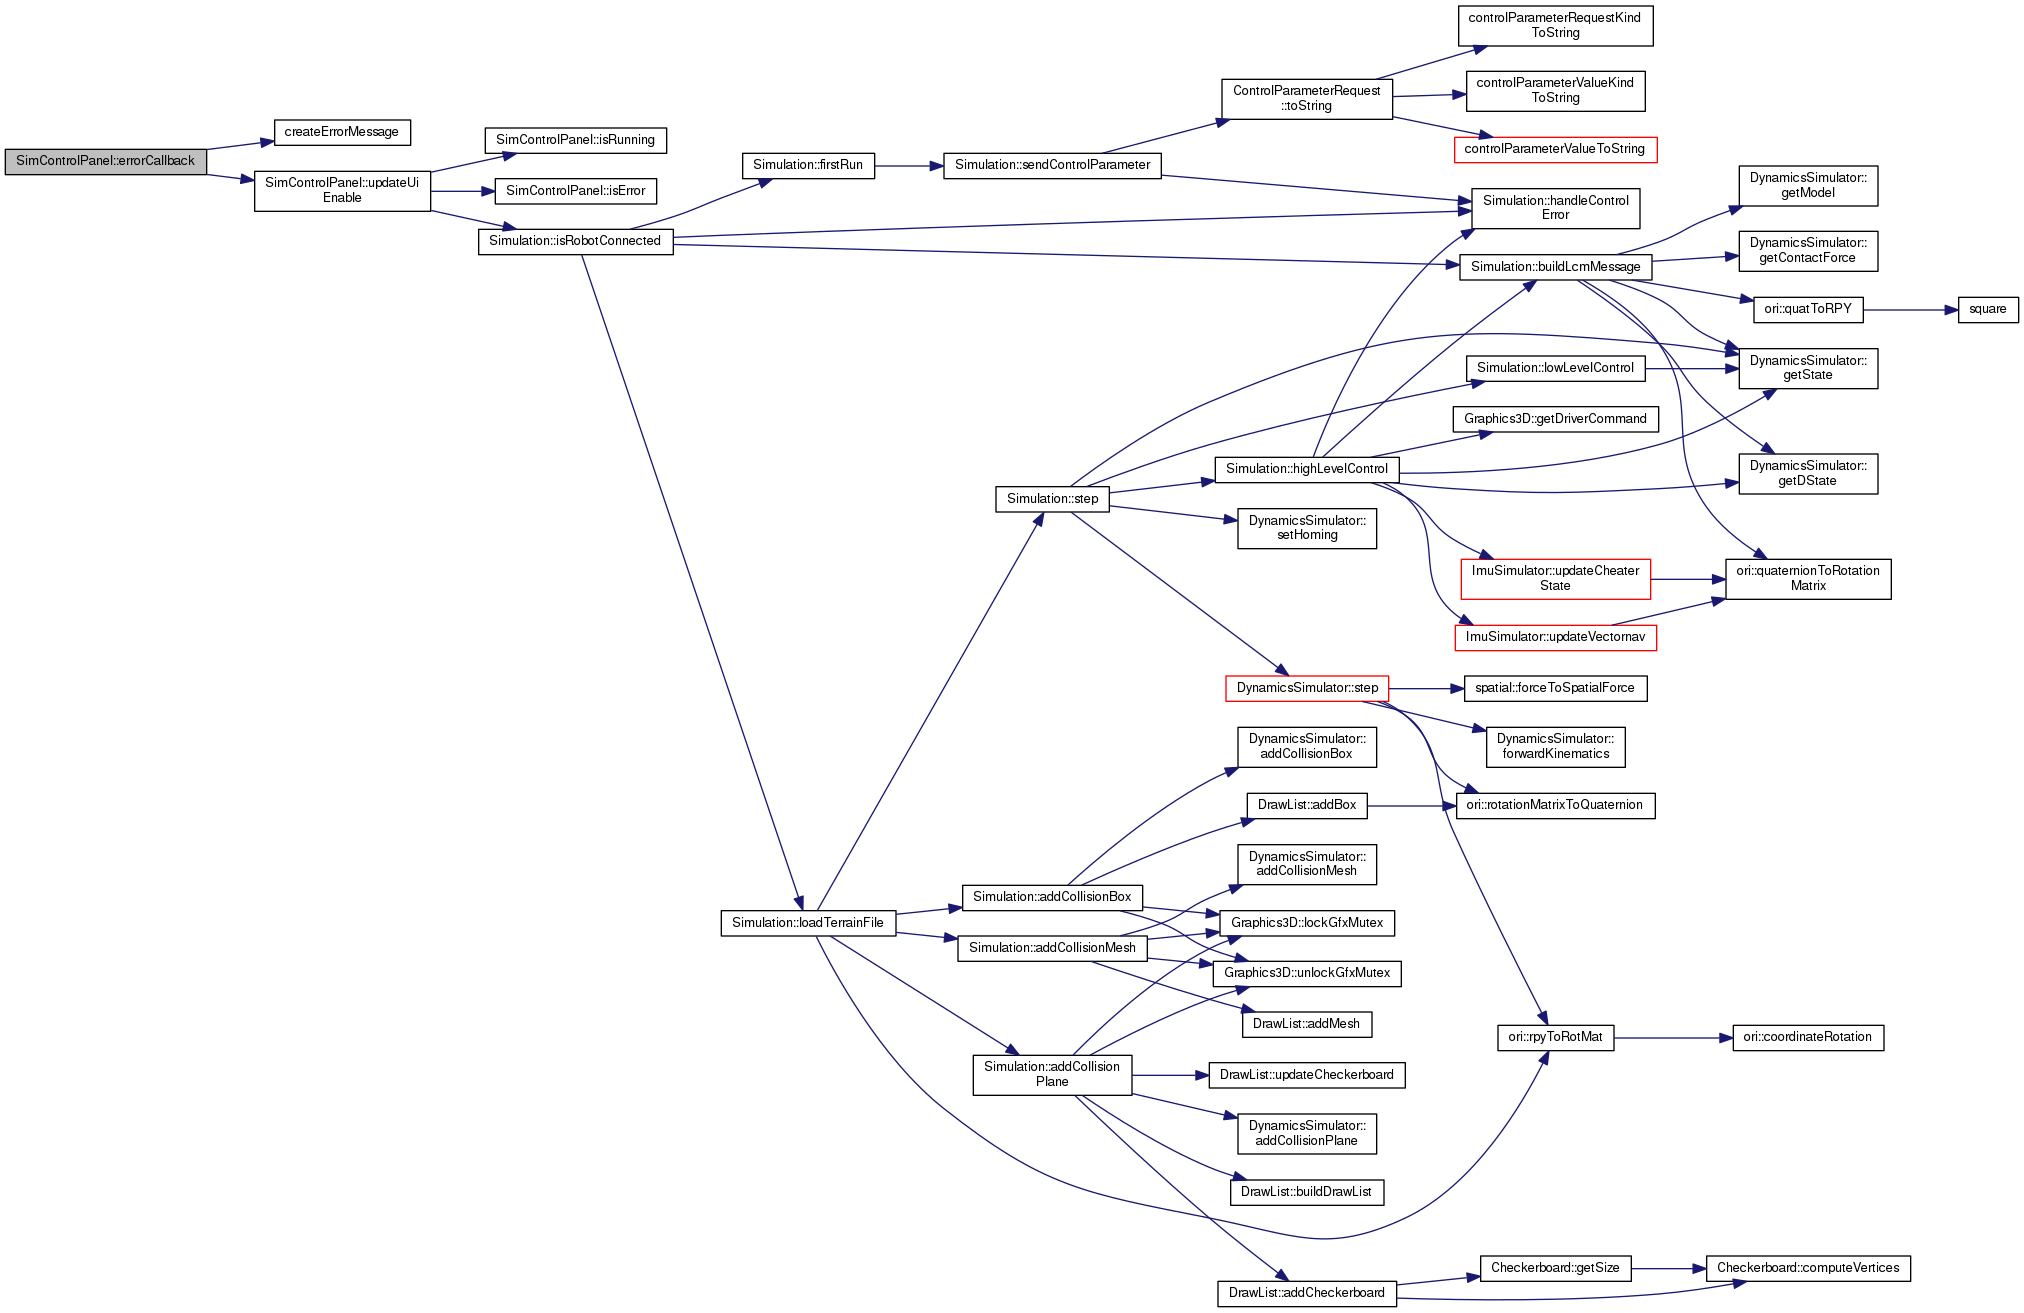 SimControlPanel::errorCallback
createErrorMessage
SimControlPanel::updateUi
Enable
SimControlPanel::isRunning
SimControlPanel::isError
Simulation::isRobotConnected
Simulation::firstRun
Simulation::sendControlParameter
ControlParameterRequest
::toString
controlParameterRequestKind
ToString
controlParameterValueKind
ToString
controlParameterValueToString
Simulation::handleControl
Error
Simulation::buildLcmMessage
DynamicsSimulator::
getModel
DynamicsSimulator::
getContactForce
ori::quatToRPY
square
DynamicsSimulator::
getState
Simulation::lowLevelControl
Graphics3D::getDriverCommand
Simulation::highLevelControl
DynamicsSimulator::
getDState
Simulation::step
DynamicsSimulator::
setHoming
ImuSimulator::updateCheater
State
ori::quaternionToRotation
Matrix
ImuSimulator::updateVectornav
DynamicsSimulator::step
spatial::forceToSpatialForce
DynamicsSimulator::
forwardKinematics
DynamicsSimulator::
addCollisionBox
DrawList::addBox
ori::rotationMatrixToQuaternion
DynamicsSimulator::
addCollisionMesh
Simulation::addCollisionBox
Simulation::loadTerrainFile
Graphics3D::lockGfxMutex
Simulation::addCollisionMesh
Graphics3D::unlockGfxMutex
DrawList::addMesh
ori::rpyToRotMat
ori::coordinateRotation
Simulation::addCollision
Plane
DrawList::updateCheckerboard
DynamicsSimulator::
addCollisionPlane
DrawList::buildDrawList
Checkerboard::getSize
Checkerboard::computeVertices
DrawList::addCheckerboard